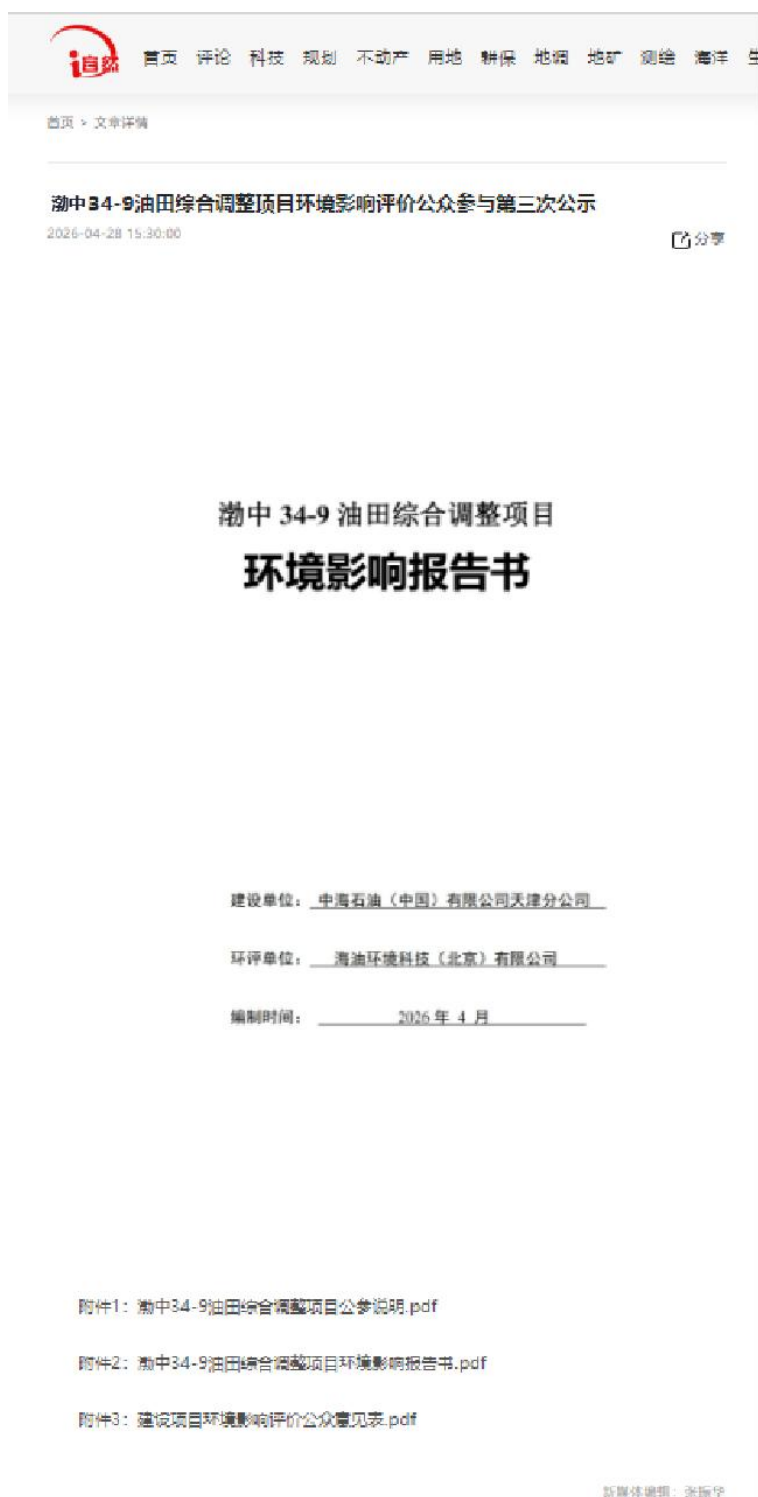 i自然
首页 评论 科技 规划 不动产 用地 耕保 地调 地矿 测绘 海洋
首页 > 文章详情
渤中34-9油田综合调整项目环境影响评价公众参与第三次公示
2026-04-28 15:30:00
分享
渤中 34-9 油田综合调整项目
环境影响报告书
建设单位：中海石油（中国）有限公司天津分公司
环评单位：海油环境科技（北京）有限公司
编制时间：2026 年 4 月
附件1：渤中34-9油田综合调整项目公参说明.pdf
附件2：渤中34-9油田综合调整项目环境影响报告书.pdf
附件3：建设项目环境影响评价公众意见表.pdf
新媒体编辑：张振华